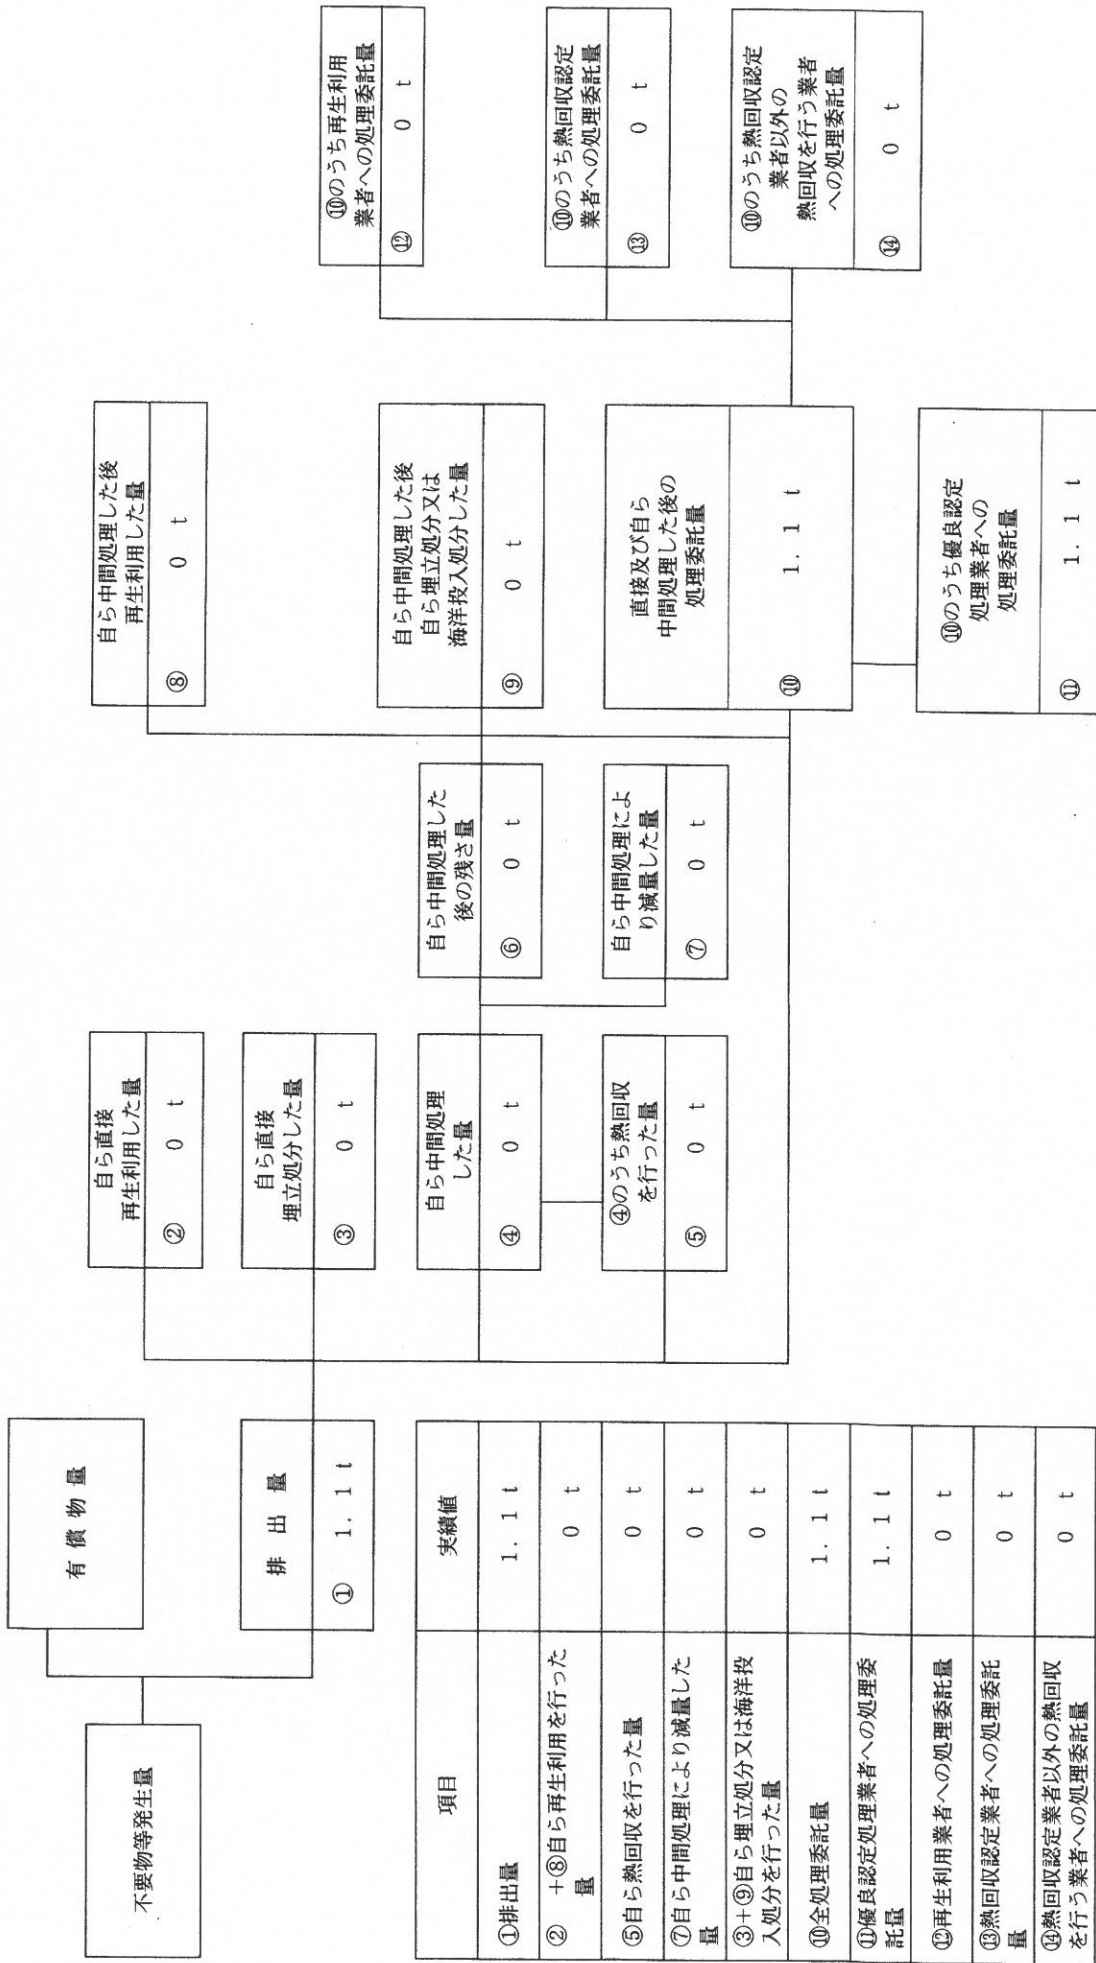 不要物等発生量
有償物量
排出量
① 1.1 t
自ら直接
再生利用した量
② 0 t
自ら直接
埋立処分した量
③ 0 t
自ら中間処理
した量
④ 0 t
④のうち熱回収
を行った量
⑤ 0 t
自ら中間処理した
後の残さ量
⑥ 0 t
自ら中間処理によ
り減量した量
⑦ 0 t
自ら中間処理した後
再生利用した量
⑧ 0 t
自ら中間処理した後
自ら埋立処分又は
海洋投入処分した量
⑨ 0 t
直接及び自ら
中間処理した後の
処理委託量
⑩ 1.1 t
⑩のうち優良認定
処理業者への
処理委託量
⑪ 1.1 t
⑩のうち再生利用
業者への処理委託量
⑫ 0 t
⑩のうち熱回収認定
業者への処理委託量
⑬ 0 t
⑩のうち熱回収認定
業者以外の
熱回収を行う業者
への処理委託量
⑭ 0 t
項目 実績値
①排出量 1.1 t
② +⑧自ら再生利用を行った
量 0 t
⑤自ら熱回収を行った量 0 t
⑦自ら中間処理により減量した
量 0 t
③+⑨自ら埋立処分又は海洋投
入処分を行った量 0 t
⑩全処理委託量 1.1 t
⑪優良認定処理業者への処理委
託量 1.1 t
⑫再生利用業者への処理委託量 0 t
⑬熱回収認定業者への処理委託
量 0 t
⑭熱回収認定業者以外の熱回収
を行う業者への処理委託量 0 t